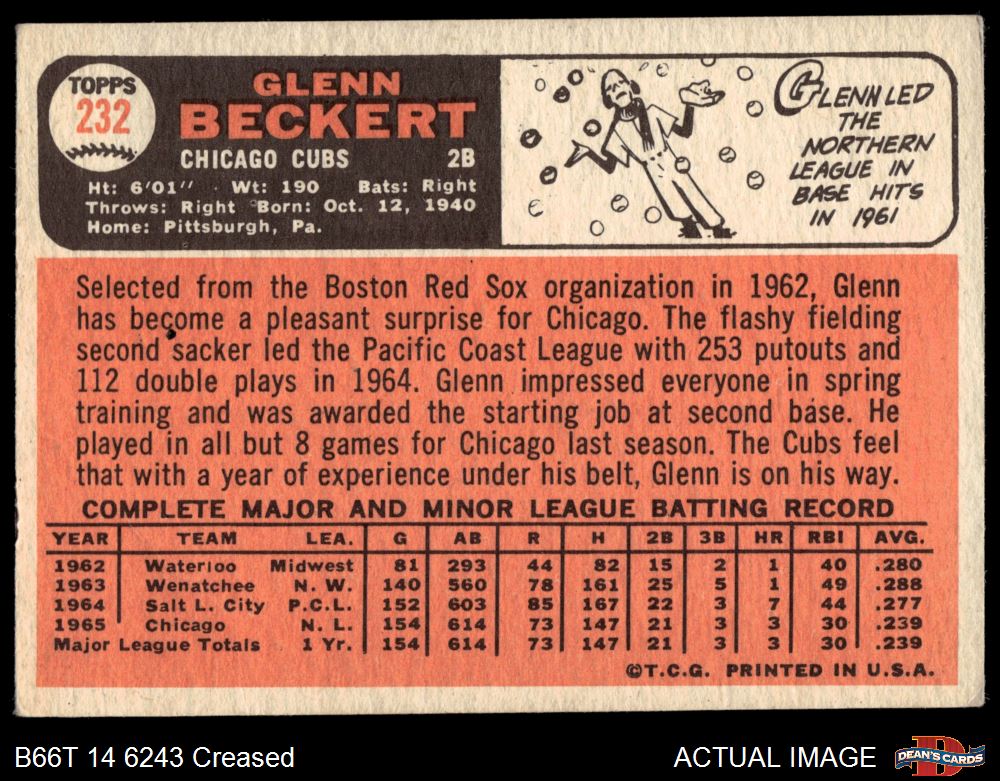 TOPPS
232
GLENN
BECKERT
CHICAGO CUBS 2B
Ht: 6'01" Wt: 190 Bats: Right
Throws: Right Born: Oct. 12, 1940
Home: Pittsburgh, Pa.
GLENN LED
THE
NORTHERN
LEAGUE IN
BASE HITS
IN 1961
Selected from the Boston Red Sox organization in 1962, Glenn
has become a pleasant surprise for Chicago. The flashy fielding
second sacker led the Pacific Coast League with 253 putouts and
112 double plays in 1964. Glenn impressed everyone in spring
training and was awarded the starting job at second base. He
played in all but 8 games for Chicago last season. The Cubs feel
that with a year of experience under his belt, Glenn is on his way.
COMPLETE MAJOR AND MINOR LEAGUE BATTING RECORD
YEAR TEAM LEA. G AB R H 2B 3B HR RBI AVG.
1962 Waterloo Midwest 81 293 44 82 15 2 1 40 .280
1963 Wenatchee N. W. 140 560 78 161 25 5 1 49 .288
1964 Salt L. City P.C.L. 152 603 85 167 22 3 7 44 .277
1965 Chicago N. L. 154 614 73 147 21 3 3 30 .239
Major League Totals 1 Yr. 154 614 73 147 21 3 3 30 .239
©T.C.G. PRINTED IN U.S.A.
B66T 14 6243 Creased ACTUAL IMAGE
D
DEAN'S CARDS